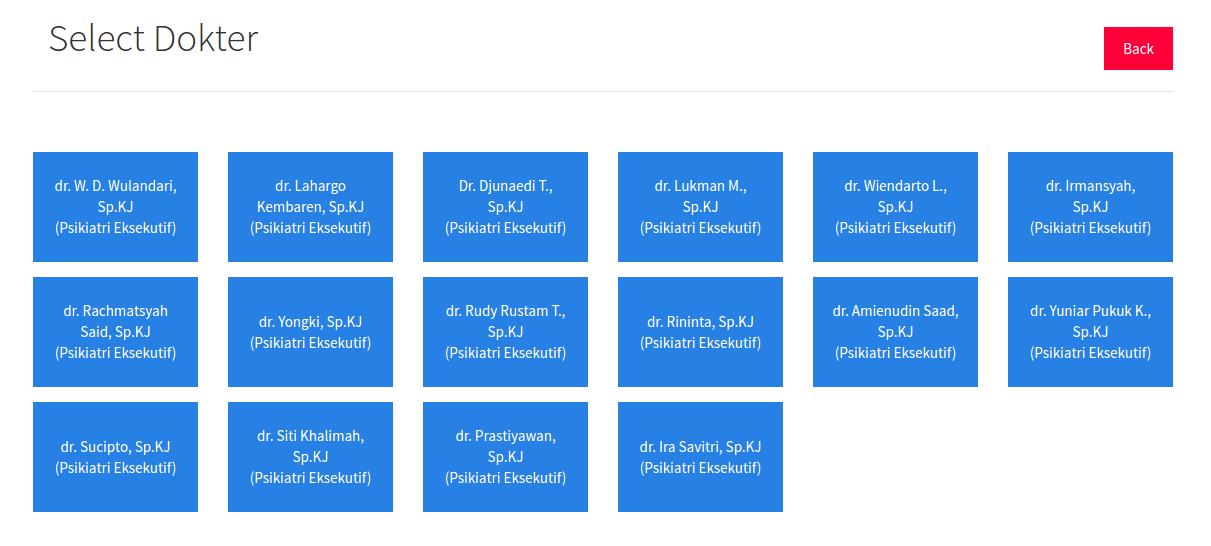 Select Dokter
Back
dr. W. D. Wulandari,
Sp.KJ
(Psikiatri Eksekutif)
dr. Lahargo
Kembaren, Sp.KJ
(Psikiatri Eksekutif)
Dr. Djunaedi T.,
Sp.KJ
(Psikiatri Eksekutif)
dr. Lukman M.,
Sp.KJ
(Psikiatri Eksekutif)
dr. Wiendarto L.,
Sp.KJ
(Psikiatri Eksekutif)
dr. Irmansyah,
Sp.KJ
(Psikiatri Eksekutif)
dr. Rachmatsyah
Said, Sp.KJ
(Psikiatri Eksekutif)
dr. Yongki, Sp.KJ
(Psikiatri Eksekutif)
dr. Rudy Rustam T.,
Sp.KJ
(Psikiatri Eksekutif)
dr. Rininta, Sp.KJ
(Psikiatri Eksekutif)
dr. Amienudin Saad,
Sp.KJ
(Psikiatri Eksekutif)
dr. Yuniar Pukuk K.,
Sp.KJ
(Psikiatri Eksekutif)
dr. Sucipto, Sp.KJ
(Psikiatri Eksekutif)
dr. Siti Khalimah,
Sp.KJ
(Psikiatri Eksekutif)
dr. Prastiyawan,
Sp.KJ
(Psikiatri Eksekutif)
dr. Ira Savitri, Sp.KJ
(Psikiatri Eksekutif)